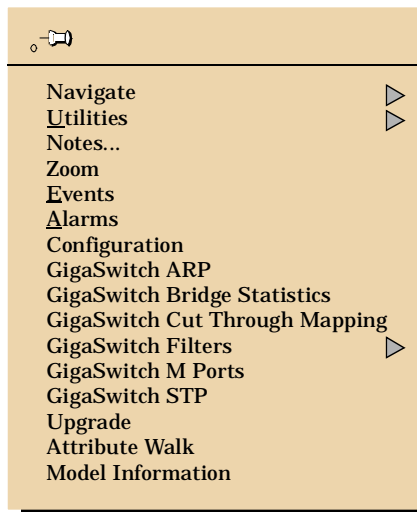 Navigate
Utilities
Notes...
Zoom
Events
Alarms
Configuration
GigaSwitch ARP
GigaSwitch Bridge Statistics
GigaSwitch Cut Through Mapping
GigaSwitch Filters
GigaSwitch M Ports
GigaSwitch STP
Upgrade
Attribute Walk
Model Information